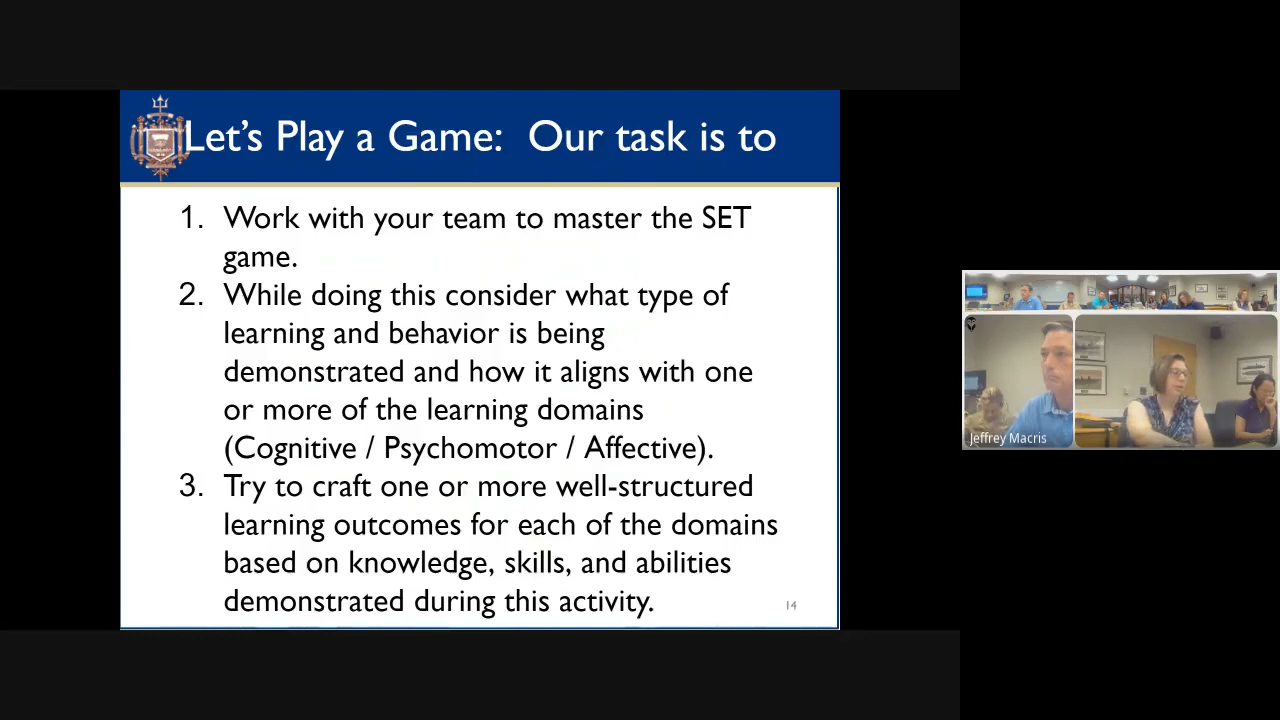 Let's Play a Game:  Our task is to
1. Work with your team to master the SET
game.
2. While doing this consider what type of
learning and behavior is being
demonstrated and how it aligns with one
or more of the learning domains
(Cognitive / Psychomotor / Affective).
3. Try to craft one or more well-structured
learning outcomes for each of the domains
based on knowledge, skills, and abilities
demonstrated during this activity.
14
Jeffrey Macris